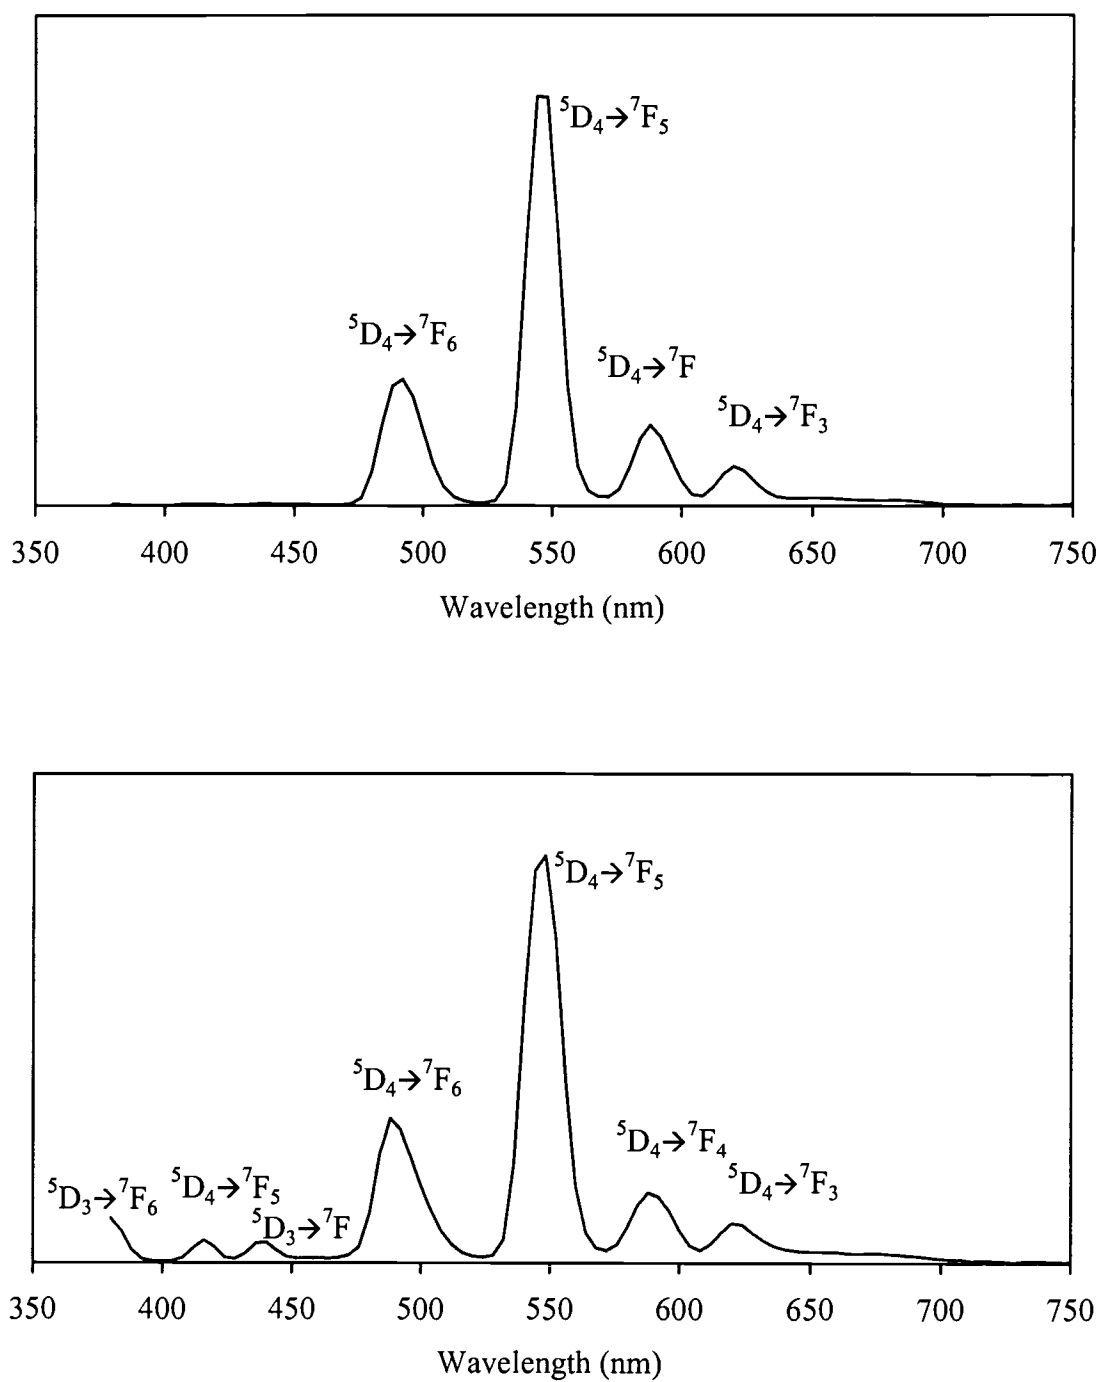 ⁵D₄→⁷F₅
⁵D₄→⁷F₆
⁵D₄→⁷F
⁵D₄→⁷F₃
350 400 450 500 550 600 650 700 750
Wavelength (nm)
⁵D₄→⁷F₅
⁵D₄→⁷F₆
⁵D₄→⁷F₄
⁵D₄→⁷F₃
⁵D₃→⁷F₆
⁵D₄→⁷F₅
⁵D₃→⁷F
350 400 450 500 550 600 650 700 750
Wavelength (nm)